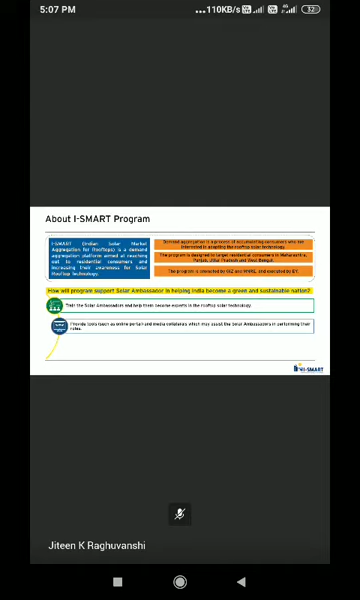 5:07 PM
...110KB/s
32
About I-SMART Program
I-SMART (Indian Solar Market
Aggregation for Rooftops) is a demand
aggregation platform aimed at reaching
out to residential consumers and
increasing their awareness for Solar
Rooftop technology.
Demand aggregation is a process of accumulating consumers who are
interested in adopting the rooftop solar technology.
The program is designed to target residential consumers in Maharashtra,
Punjab, Uttar Pradesh and West Bengal.
The program is promoted by GIZ and MNRE, and executed by EY.
How will program support Solar Ambassador in helping India become a green and sustainable nation?
Train the Solar Ambassadors and help them become experts in the rooftop solar technology.
Provide tools (such as online portal) and media collaterals which may assist the Solar Ambassadors in performing their
roles.
I-SMART
Jiteen K Raghuvanshi